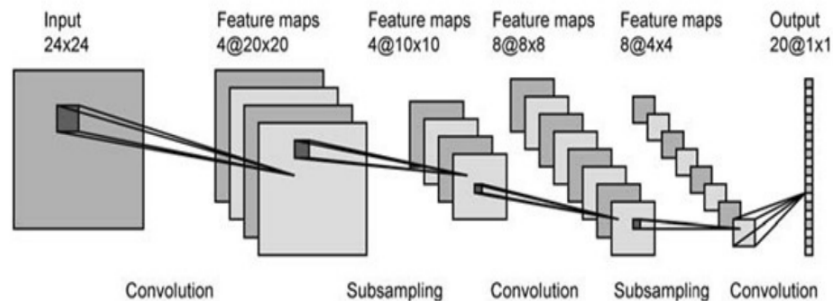 Input
24x24
Feature maps
4@20x20
Feature maps
4@10x10
Feature maps
8@8x8
Feature maps
8@4x4
Output
20@1x1
Convolution
Subsampling
Convolution
Subsampling
Convolution